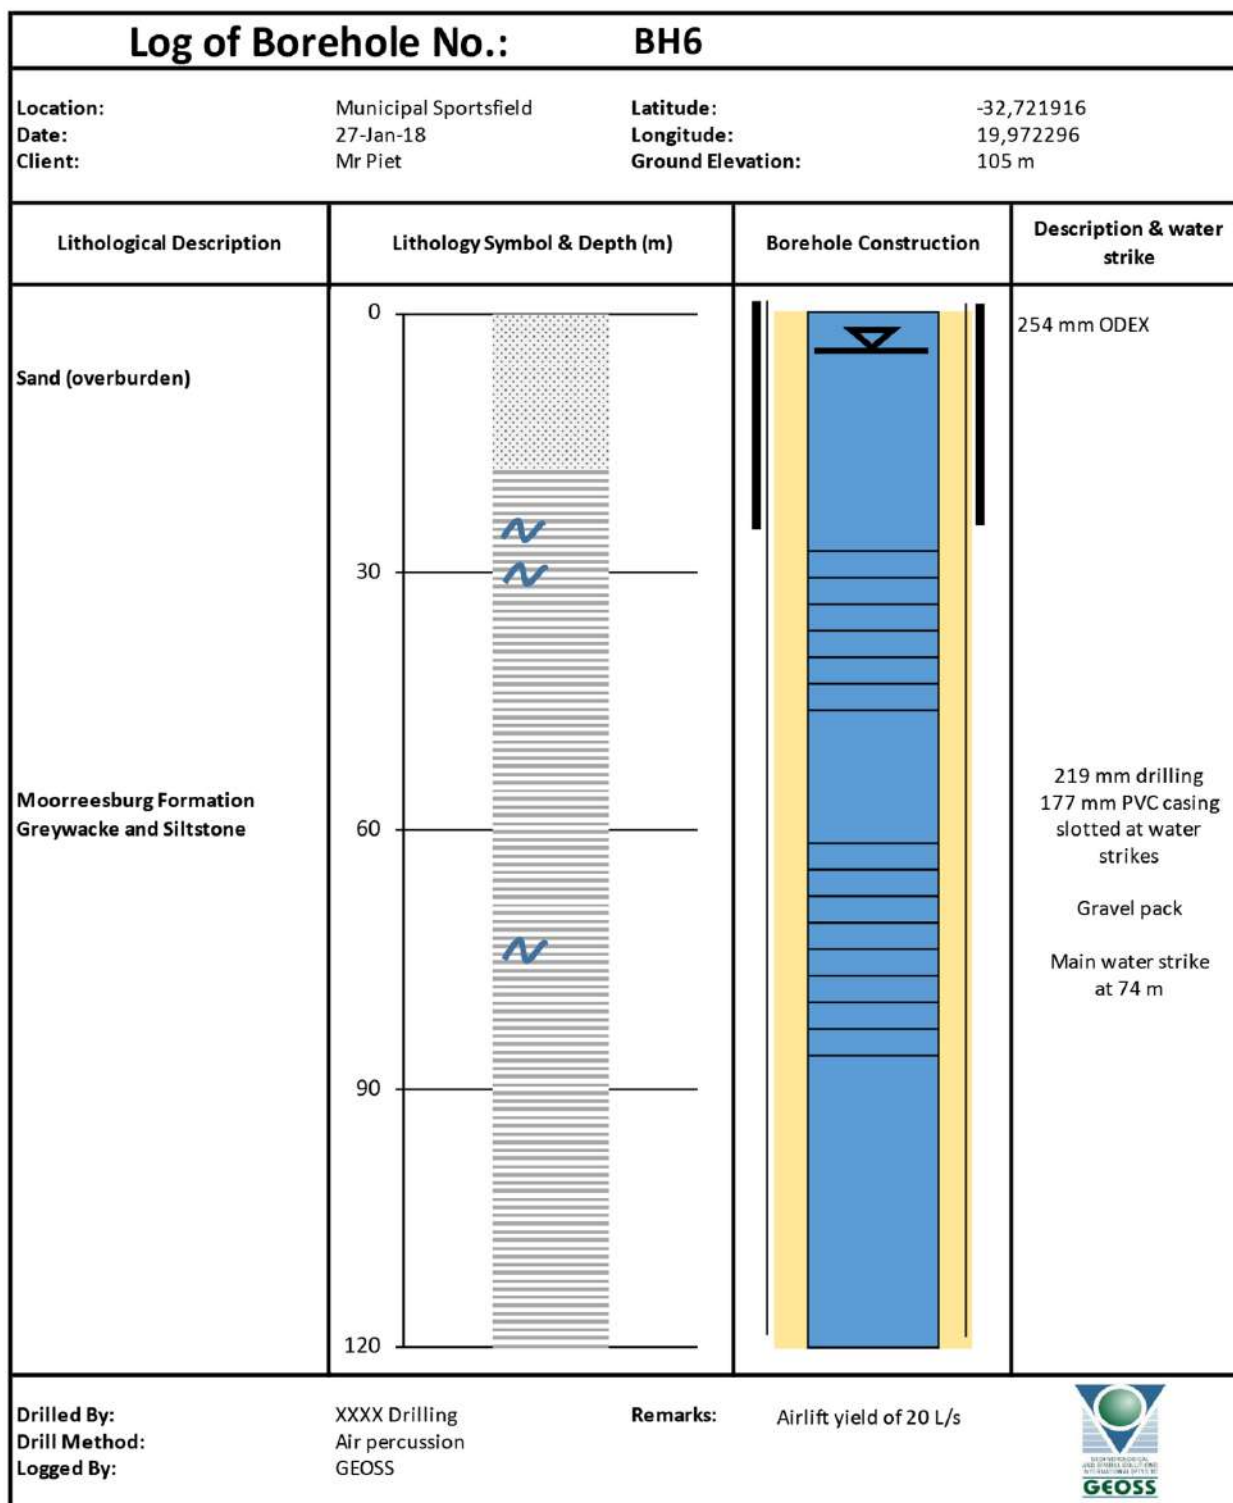 Log of Borehole No.: BH6
Location: Municipal Sportsfield Latitude: -32,721916
Date: 27-Jan-18 Longitude: 19,972296
Client: Mr Piet Ground Elevation: 105 m
Lithological Description Lithology Symbol & Depth (m) Borehole Construction Description & water
strike
0
254 mm ODEX
Sand (overburden)
30
219 mm drilling
Moorreesburg Formation 177 mm PVC casing
Greywacke and Siltstone 60 slotted at water
strikes
Gravel pack
Main water strike
at 74 m
90
120
Drilled By: XXXX Drilling Remarks: Airlift yield of 20 L/s
Drill Method: Air percussion
Logged By: GEOSS
GEOSS